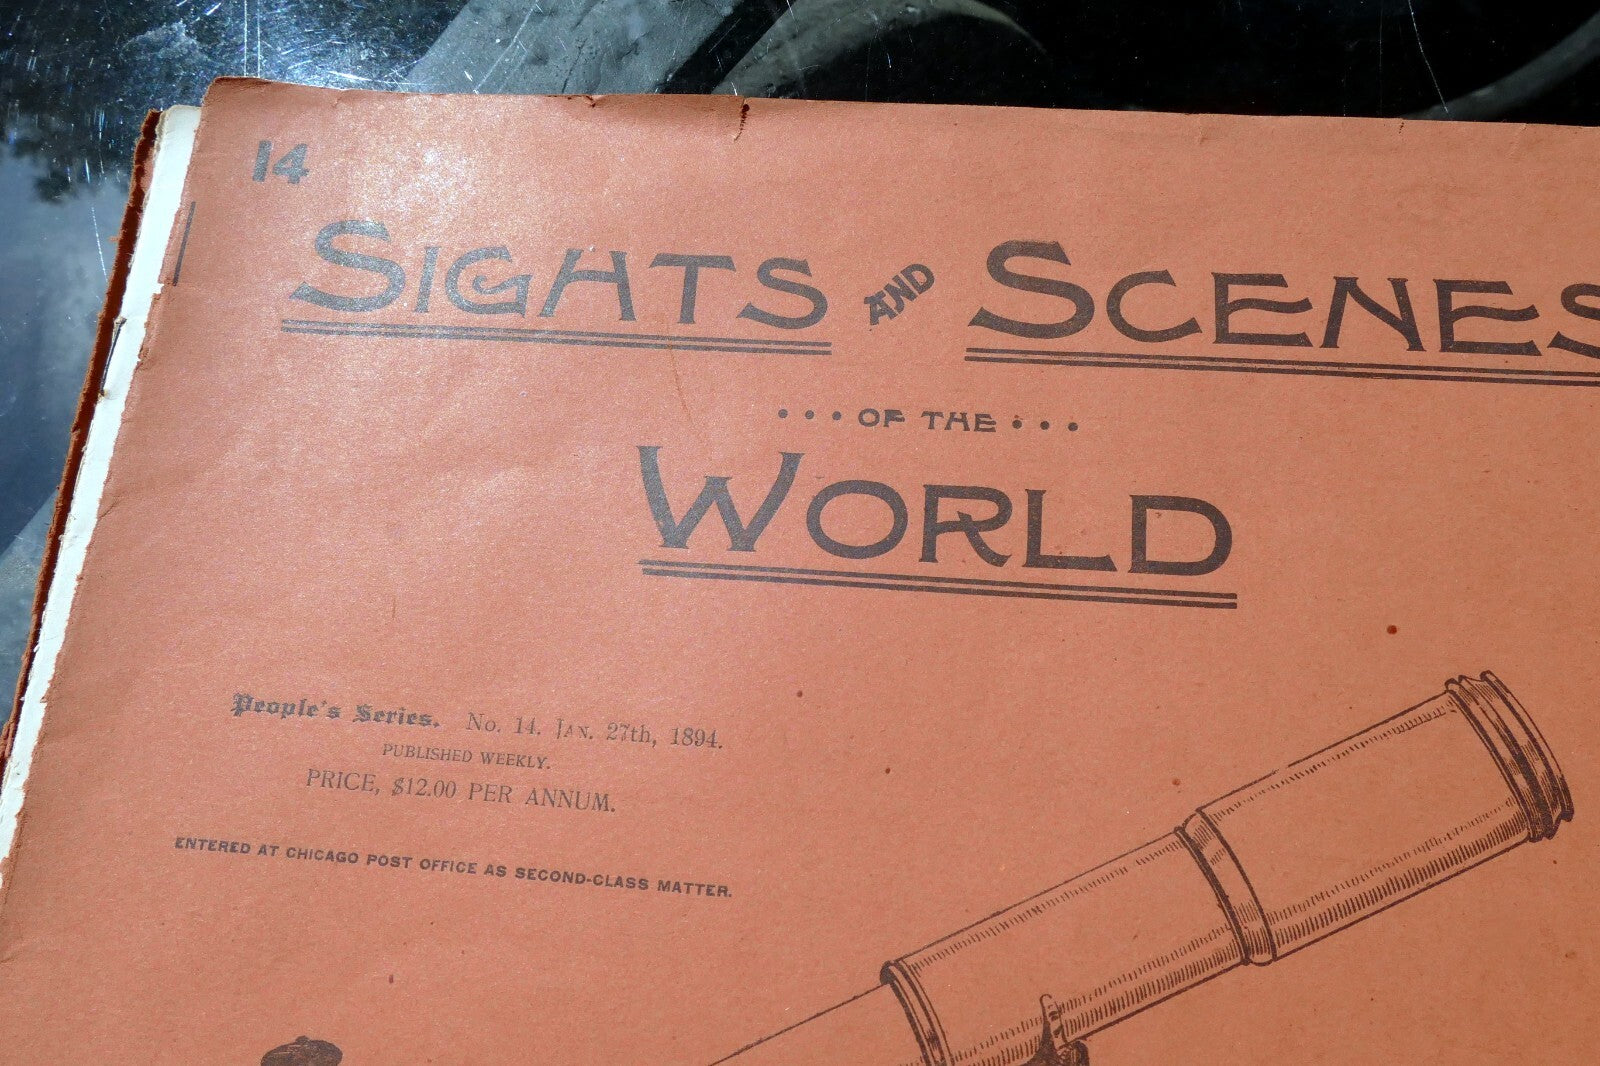 14
SIGHTS AND SCENES
...OF THE...
WORLD
People's Series. No. 14. JAN. 27th, 1894.
PUBLISHED WEEKLY.
PRICE, $12.00 PER ANNUM.
ENTERED AT CHICAGO POST OFFICE AS SECOND-CLASS MATTER.